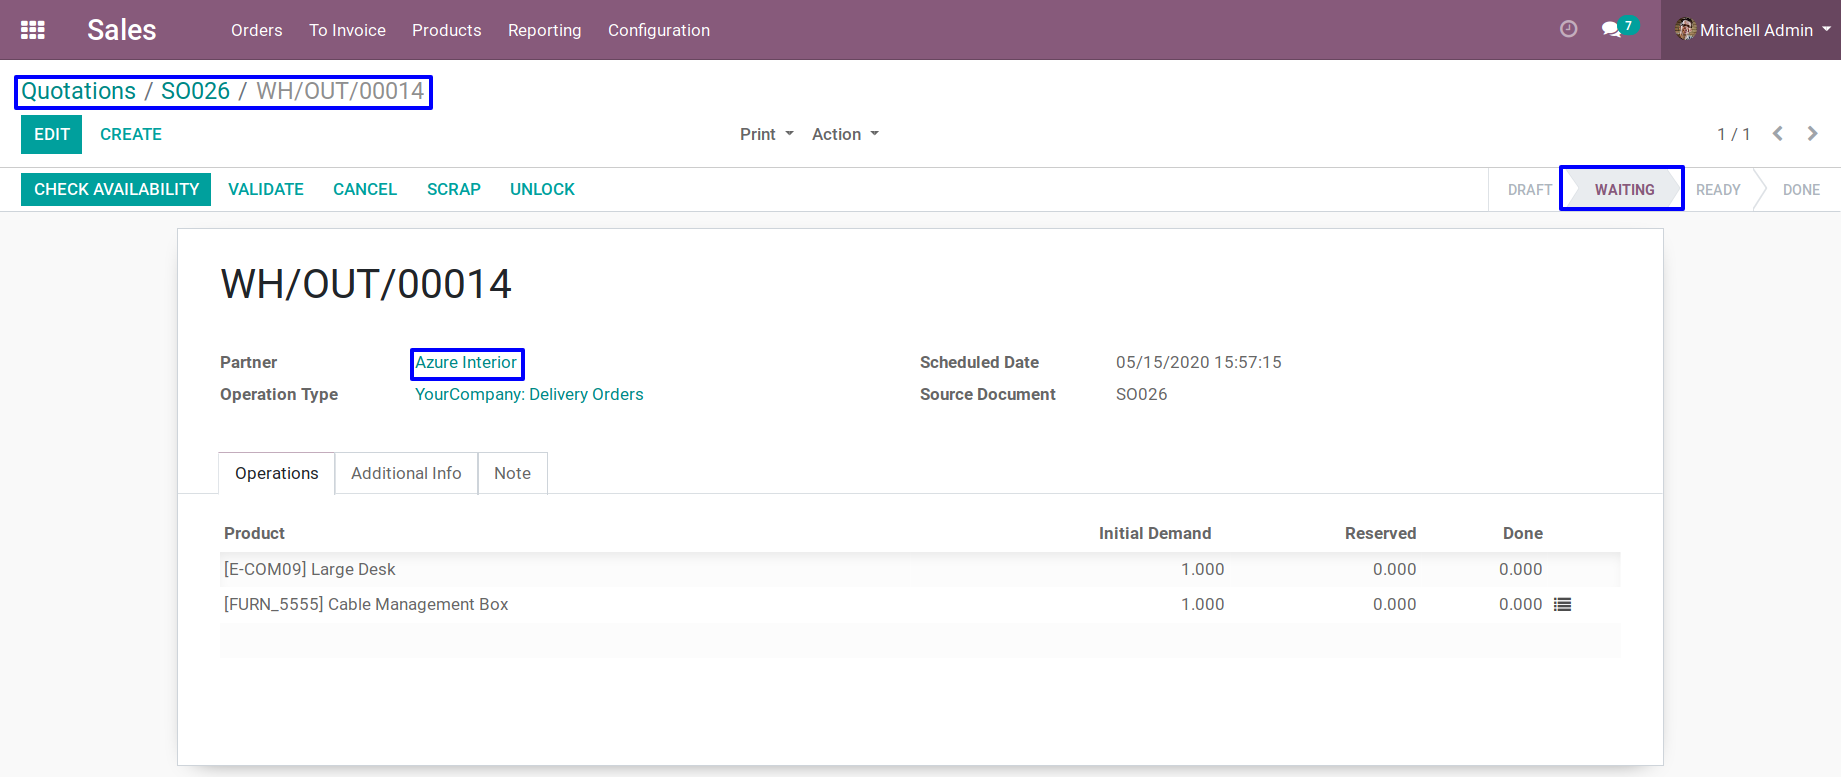 Sales Orders To Invoice Products Reporting Configuration 7 Mitchell Admin
Quotations / SO026 / WH/OUT/00014
EDIT CREATE Print Action 1 / 1
CHECK AVAILABILITY VALIDATE CANCEL SCRAP UNLOCK DRAFT WAITING READY DONE
WH/OUT/00014
Partner Azure Interior Scheduled Date 05/15/2020 15:57:15
Operation Type YourCompany: Delivery Orders Source Document SO026
Operations Additional Info Note
Product Initial Demand Reserved Done
[E-COM09] Large Desk 1.000 0.000 0.000
[FURN_5555] Cable Management Box 1.000 0.000 0.000